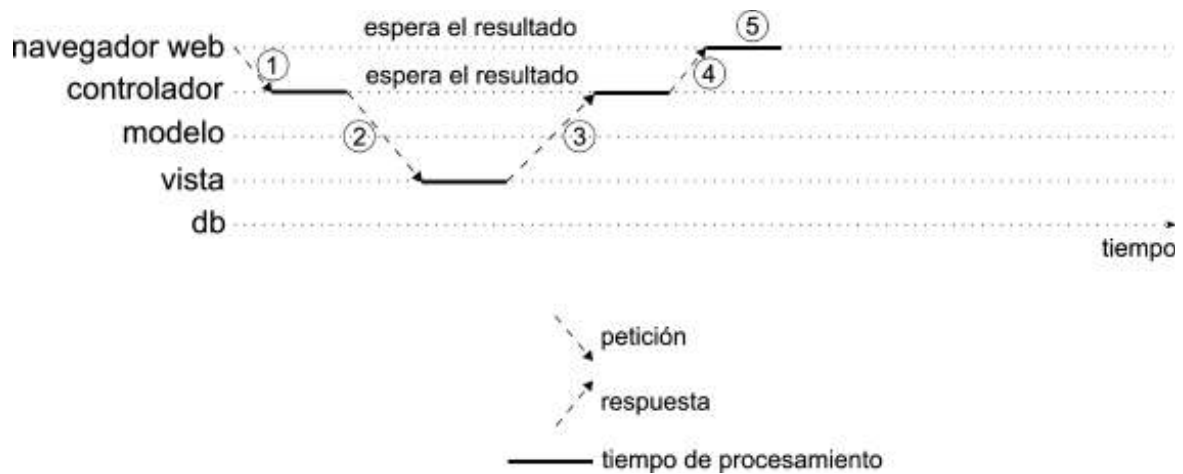 espera el resultado
⑤
navegador web
①
espera el resultado
④
controlador
②
③
modelo
vista
db
tiempo
petición
respuesta
tiempo de procesamiento